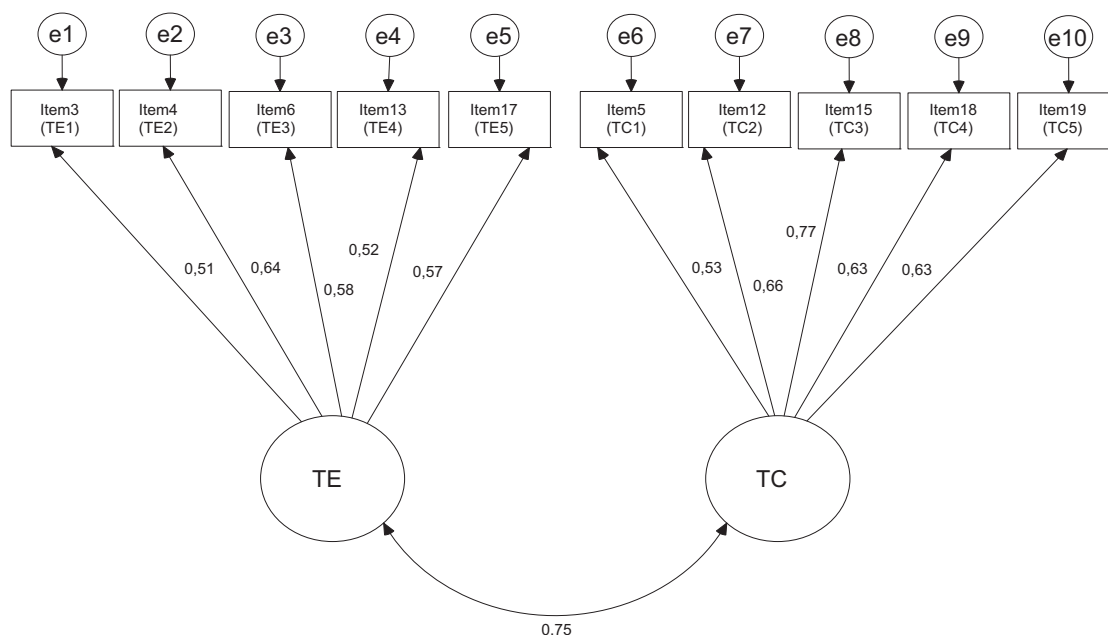 e1
e2
e3
e4
e5
e6
e7
e8
e9
e10
Item3
(TE1)
Item4
(TE2)
Item6
(TE3)
Item13
(TE4)
Item17
(TE5)
Item5
(TC1)
Item12
(TC2)
Item15
(TC3)
Item18
(TC4)
Item19
(TC5)
0,51
0,64
0,58
0,52
0,57
0,53
0,66
0,77
0,63
0,63
TE
TC
0,75